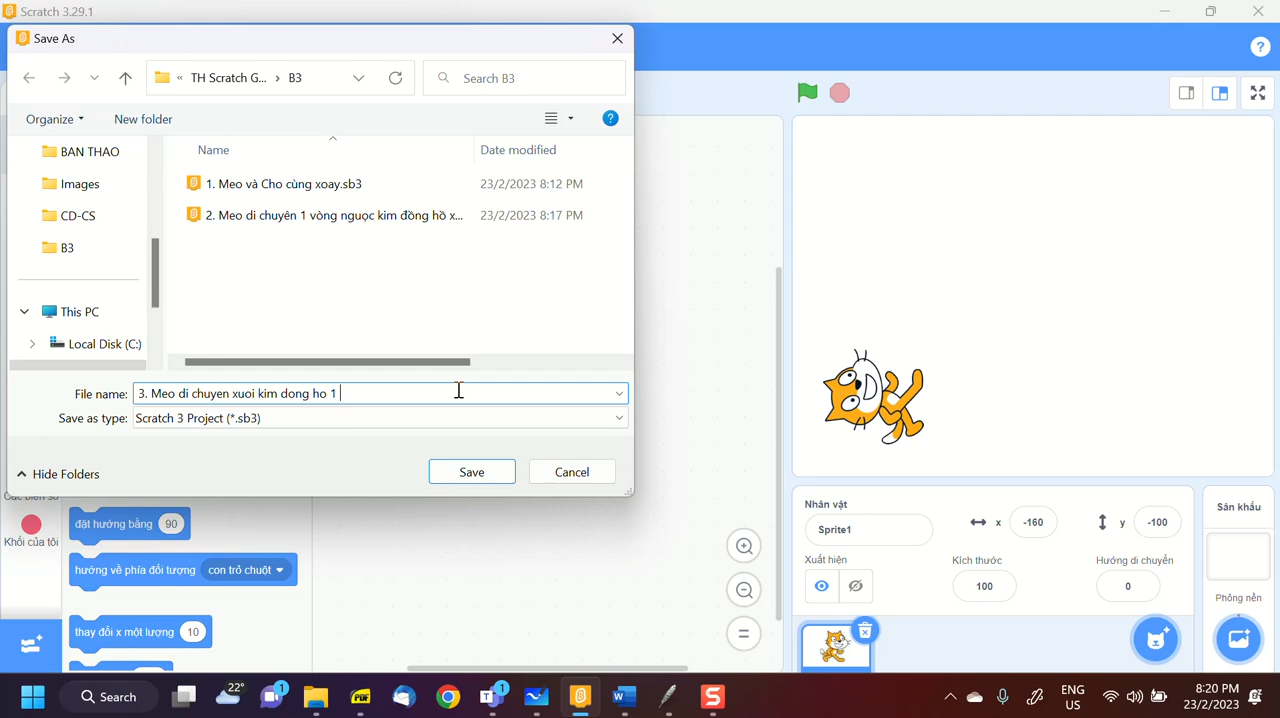 Scratch 3.29.1
Save As
« TH Scratch G... › B3
Search B3
Organize
New folder
Name
Date modified
BAN THAO
Images
CD-CS
B3
This PC
Local Disk (C:)
1. Meo và Cho cùng xoay.sb3
23/2/2023 8:12 PM
2. Meo di chuyên 1 vòng nguọc kim đồng hồ x...
23/2/2023 8:17 PM
File name: 3. Meo di chuyen xuoi kim dong ho 1
Save as type: Scratch 3 Project (*.sb3)
Hide Folders
Save
Cancel
Khối của tôi
đặt hướng bằng 90
hướng về phía đối tượng con trỏ chuột
thay đổi x một lượng 10
Nhân vật
Sprite1
x -160
y -100
Xuất hiện
Kích thước
100
Hướng di chuyển
0
Sân khấu
Phông nền
Search
22°
1
PDF
1
ENG
US
8:20 PM
23/2/2023